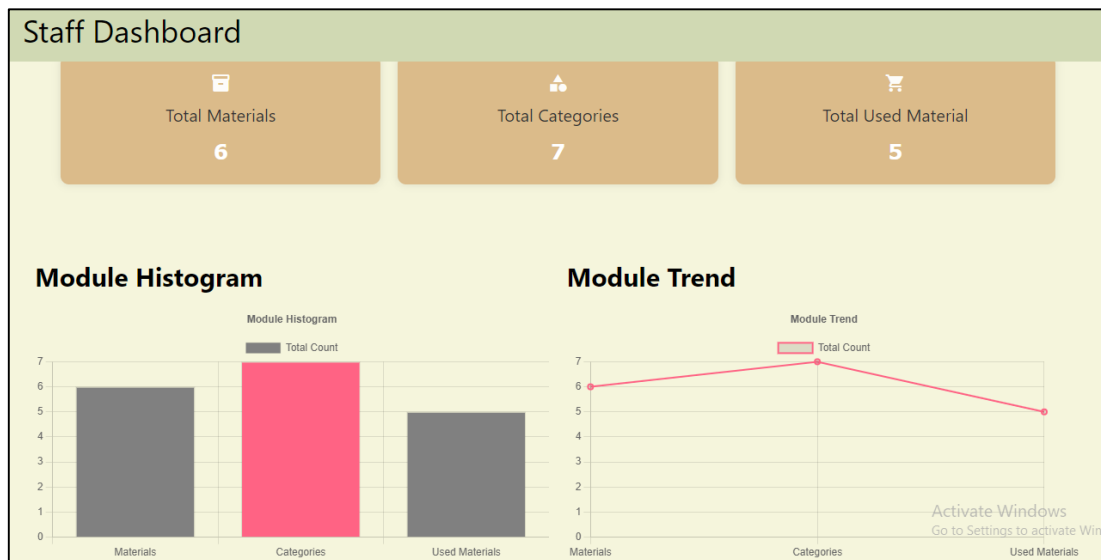 Staff Dashboard
Total Materials
6
Total Categories
7
Total Used Material
5
Module Histogram
Module Histogram
Total Count
7
6
5
4
3
2
1
0
Materials
Categories
Used Materials
Module Trend
Module Trend
Total Count
7
6
5
4
3
2
1
0
Materials
Categories
Used Materials
Activate Windows
Go to Settings to activate Win